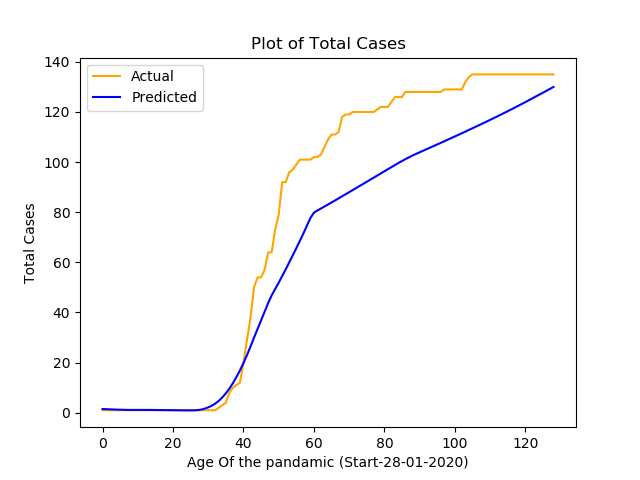 Plot of Total Cases
Actual
Predicted
140
120
100
80
60
40
20
0
Total Cases
0 20 40 60 80 100 120
Age Of the pandamic (Start-28-01-2020)